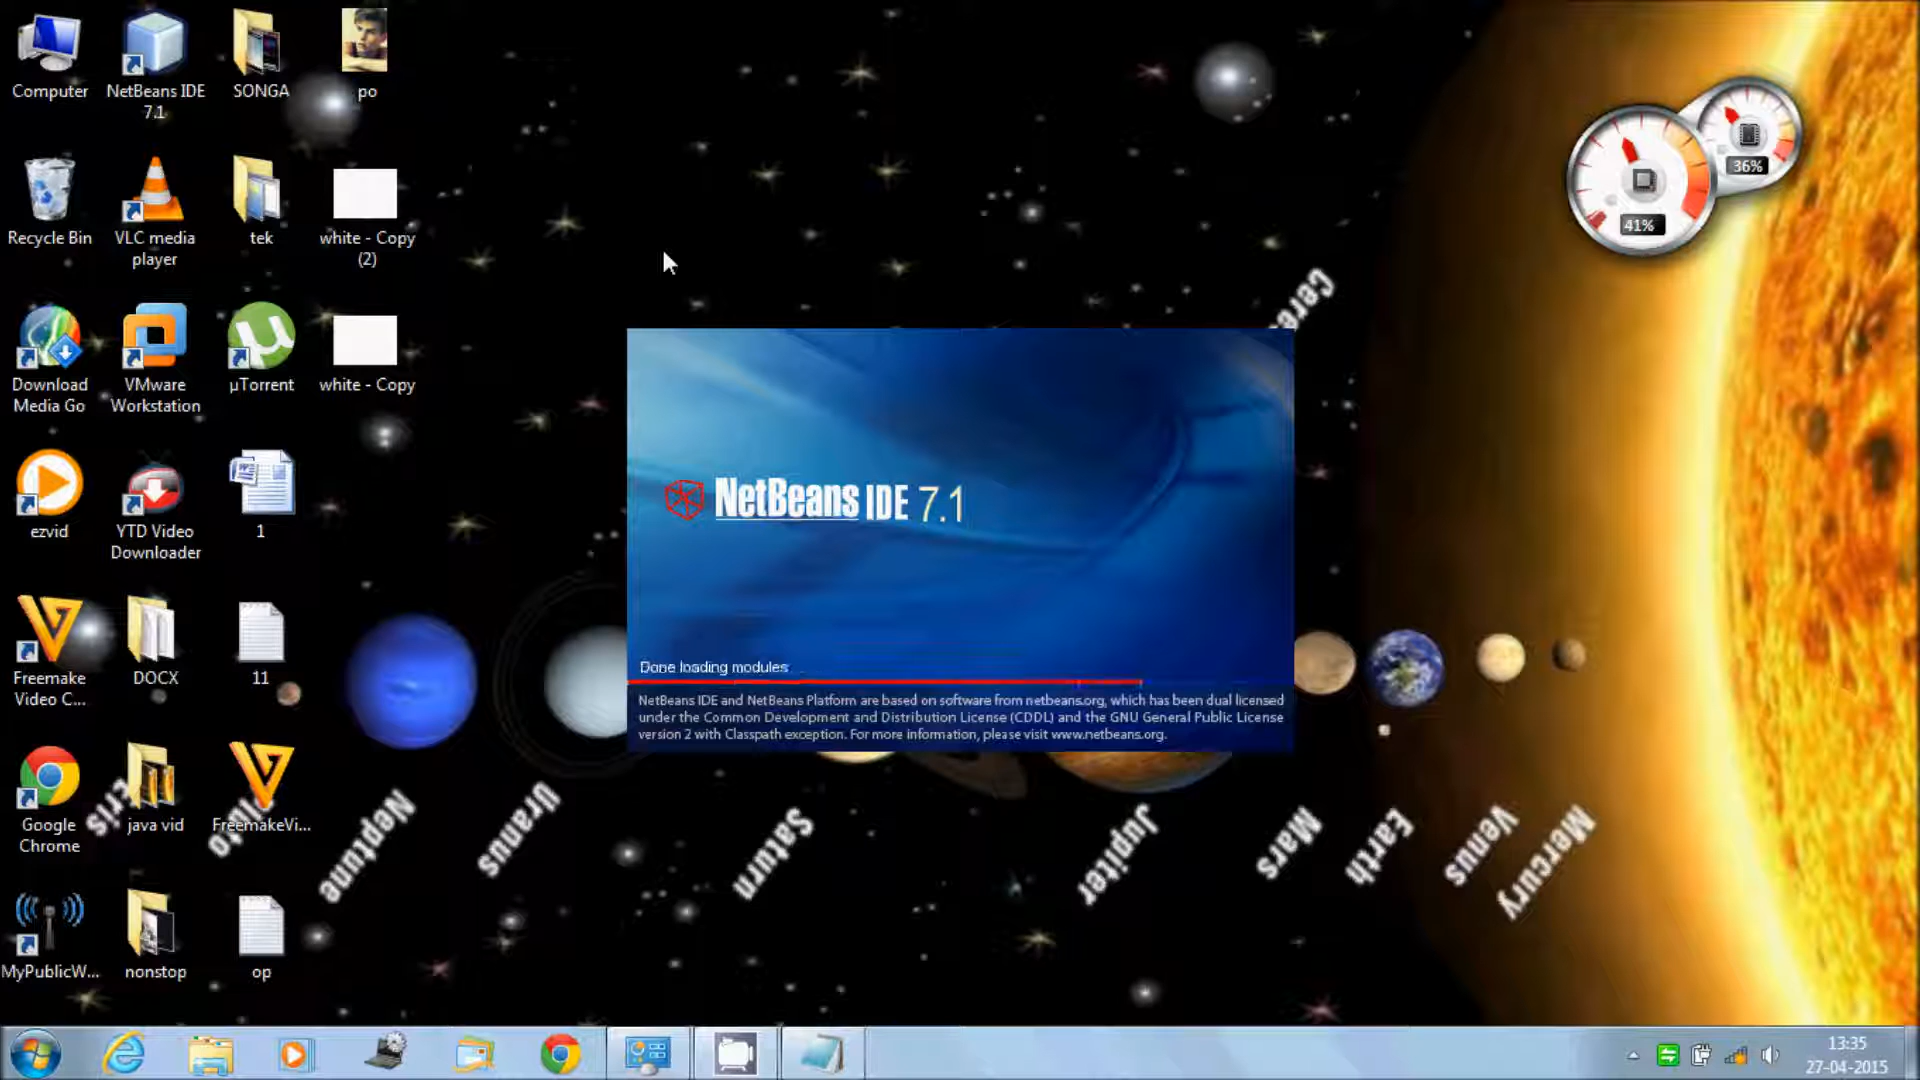 Computer
NetBeans IDE
7.1
SONGA
po
Recycle Bin
VLC media
player
tek
white - Copy
(2)
Download
Media Go
VMware
Workstation
µTorrent
white - Copy
ezvid
YTD Video
Downloader
1
Freemake
Video C...
DOCX
11
Google
Chrome
java vid
FreemakeVi...
MyPublicW...
nonstop
op
36%
41%
Ceres
NetBeans IDE 7.1
Done loading modules
NetBeans IDE and NetBeans Platform are based on software from netbeans.org, which has been dual licensed
under the Common Development and Distribution License (CDDL) and the GNU General Public License
version 2 with Classpath exception. For more information, please visit www.netbeans.org.
Neptune
Uranus
Saturn
Jupiter
Mars
Earth
Venus
Mercury
13:35
27-04-2015